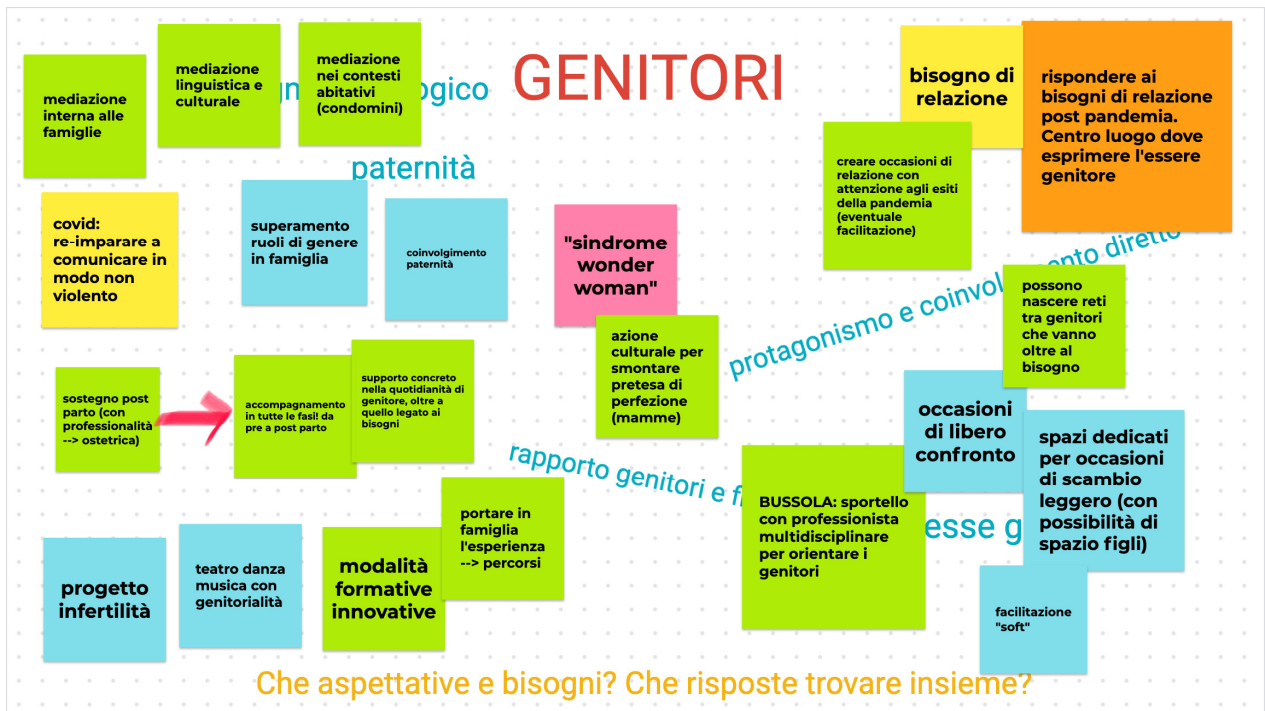 GENITORI
mediazione
interna alle
famiglie
mediazione
linguistica e
culturale
mediazione
nei contesti
abitativi
(condomini)
paternità
bisogno di
relazione
rispondere ai
bisogni di relazione
post pandemia.
Centro luogo dove
esprimere l'essere
genitore
creare occasioni di
relazione con
attenzione agli esiti
della pandemia
(eventuale
facilitazione)
covid:
re-imparare a
comunicare in
modo non
violento
superamento
ruoli di genere
in famiglia
coinvolgimento
paternità
"sindrome
wonder
woman"
azione
culturale per
smontare
pretesa di
perfezione
(mamme)
protagonismo e coinvol
mento diretto
possono
nascere reti
tra genitori
che vanno
oltre al
bisogno
sostegno post
parto (con
professionalità
--> ostetrica)
accompagnamento
in tutte le fasi! da
pre a post parto
supporto concreto
nella quotidianità di
genitore, oltre a
quello legato ai
bisogni
rapporto genitori e
occasioni
di libero
confronto
spazi dedicati
per occasioni
di scambio
leggero (con
possibilità di
spazio figli)
BUSSOLA: sportello
con professionista
multidisciplinare
per orientare i
genitori
esse g
facilitazione
"soft"
progetto
infertilità
teatro danza
musica con
genitorialità
modalità
formative
innovative
portare in
famiglia
l'esperienza
--> percorsi
Che aspettative e bisogni? Che risposte trovare insieme?